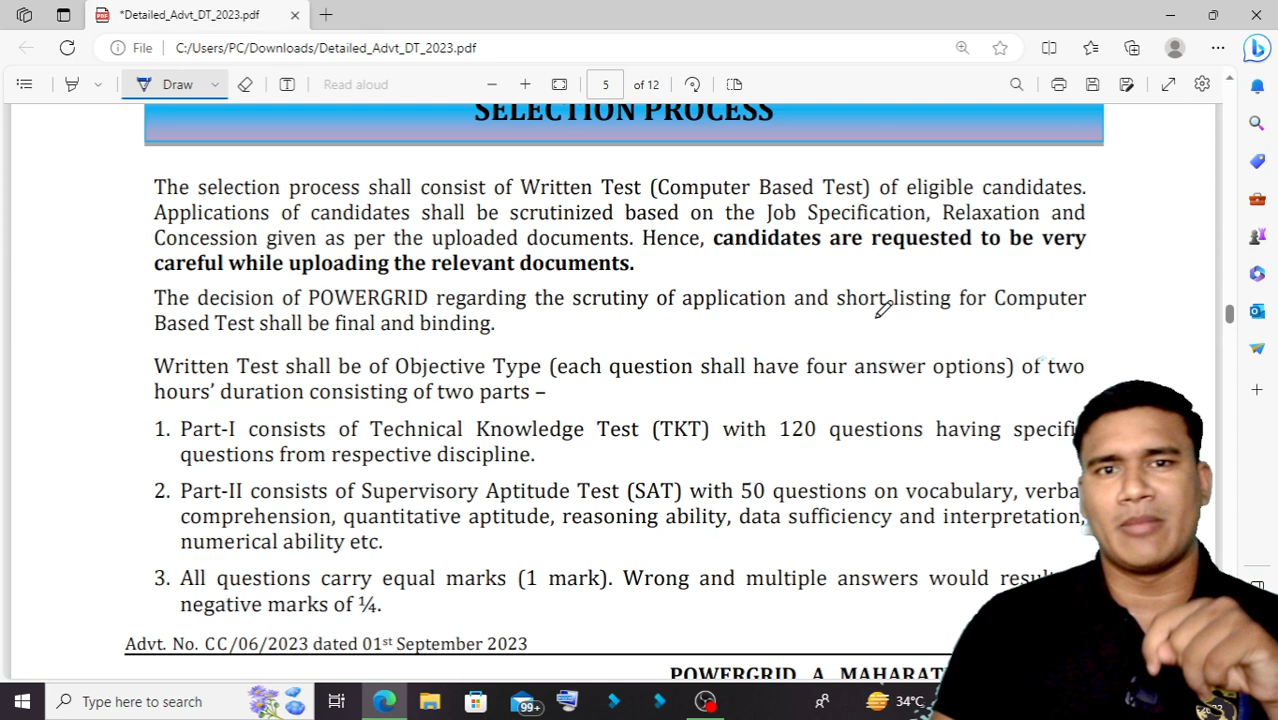 *Detailed_Advt_DT_2023.pdf
File C:/Users/PC/Downloads/Detailed_Advt_DT_2023.pdf
Draw Read aloud 5 of 12
SELECTION PROCESS
The selection process shall consist of Written Test (Computer Based Test) of eligible candidates.
Applications of candidates shall be scrutinized based on the Job Specification, Relaxation and
Concession given as per the uploaded documents. Hence, candidates are requested to be very
careful while uploading the relevant documents.
The decision of POWERGRID regarding the scrutiny of application and short listing for Computer
Based Test shall be final and binding.
Written Test shall be of Objective Type (each question shall have four answer options) of two
hours' duration consisting of two parts –
1. Part-I consists of Technical Knowledge Test (TKT) with 120 questions having specifi
questions from respective discipline.
2. Part-II consists of Supervisory Aptitude Test (SAT) with 50 questions on vocabulary, verba
comprehension, quantitative aptitude, reasoning ability, data sufficiency and interpretation,
numerical ability etc.
3. All questions carry equal marks (1 mark). Wrong and multiple answers would resul
negative marks of ¼.
Advt. No. CC/06/2023 dated 01st September 2023
POWERGRID A MAHARAT
Type here to search
99+
34°C